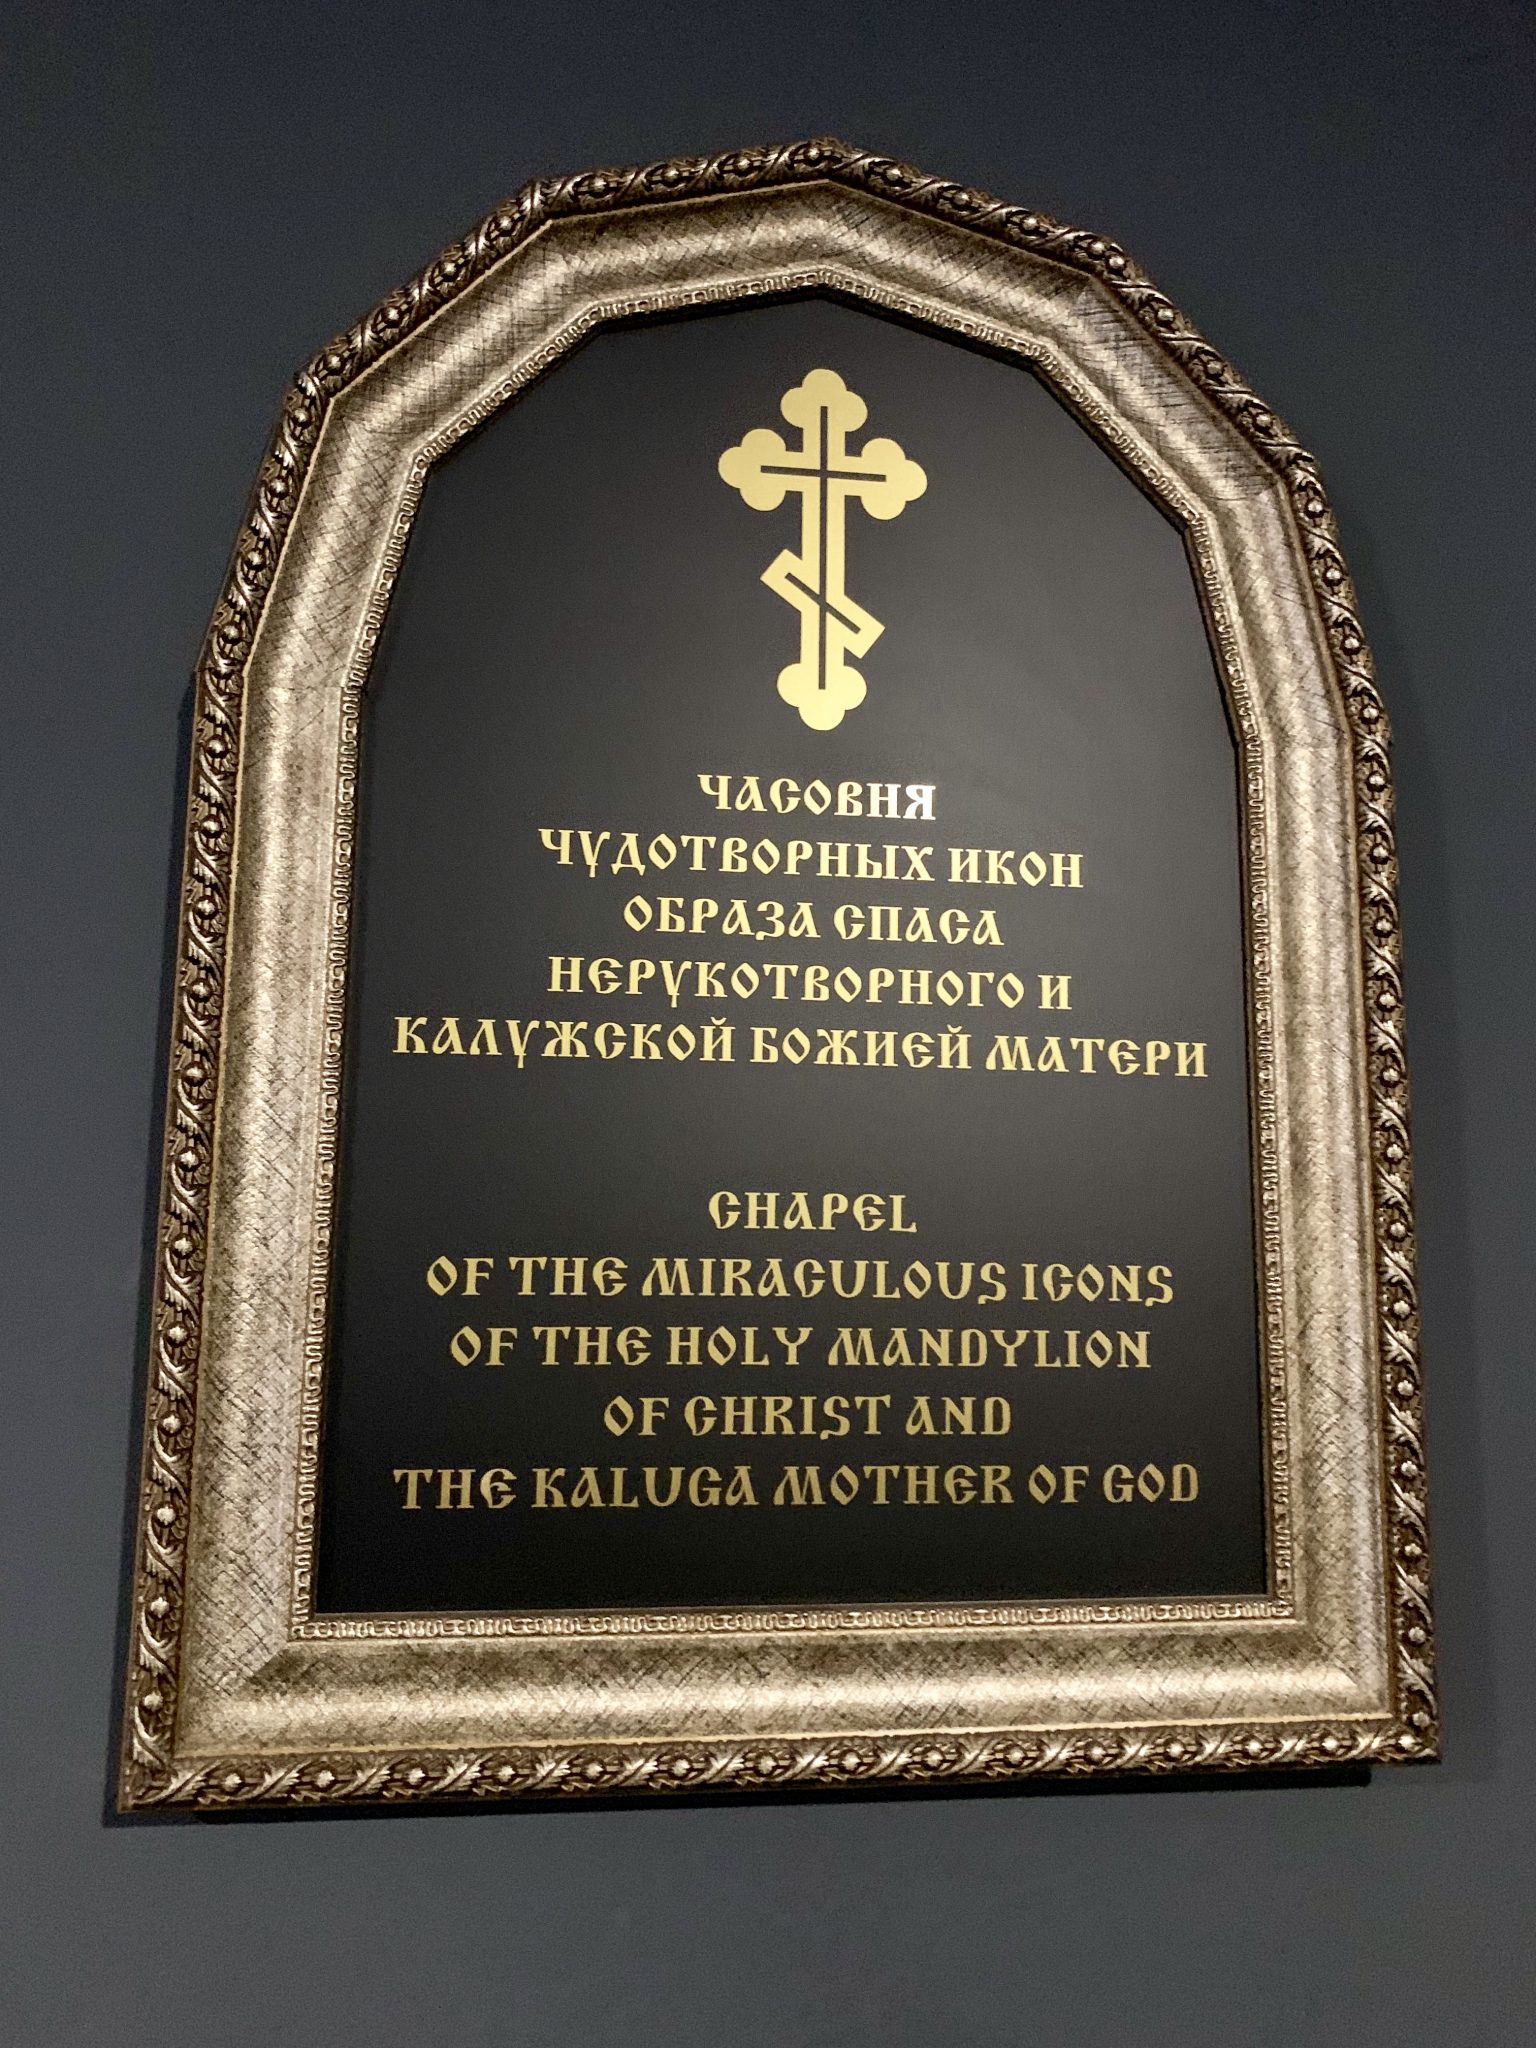 ЧАСОВНЯ
ЧУДОТВОРНЫХ ИКОН
ОБРАЗА СПАСА
НЕРУКОТВОРНОГО И
КАЛУЖСКОЙ БОЖИЕЙ МАТЕРИ
CHAPEL
OF THE MIRACULOUS ICONS
OF THE HOLY MANDYLION
OF CHRIST AND
THE KALUGA MOTHER OF GOD